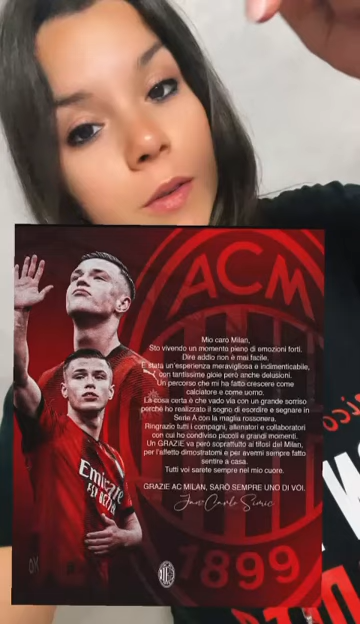 ACM
Mio caro Milan,
Sto vivendo un momento pieno di emozioni forti.
Dire addio non è mai facile.
È stata un'esperienza meravigliosa e indimenticabile,
con tantissime gioie però anche delusioni.
Un percorso che mi ha fatto crescere come
calciatore e come uomo.
La cosa certa è che vado via con un grande sorriso
perché ho realizzato il sogno di esordire e segnare in
Serie A con la maglia rossonera.
Ringrazio tutti i compagni, allenatori e collaboratori
con cui ho condiviso piccoli e grandi momenti.
Un GRAZIE va però soprattutto ai tifosi del Milan,
per l'affetto dimostratomi e per avermi sempre fatto
sentire a casa.
Tutti voi sarete sempre nel mio cuore.
GRAZIE AC MILAN, SARÒ SEMPRE UNO DI VOI.
Jan-Carlo Simic
Emirates
FLY BETTER
1899